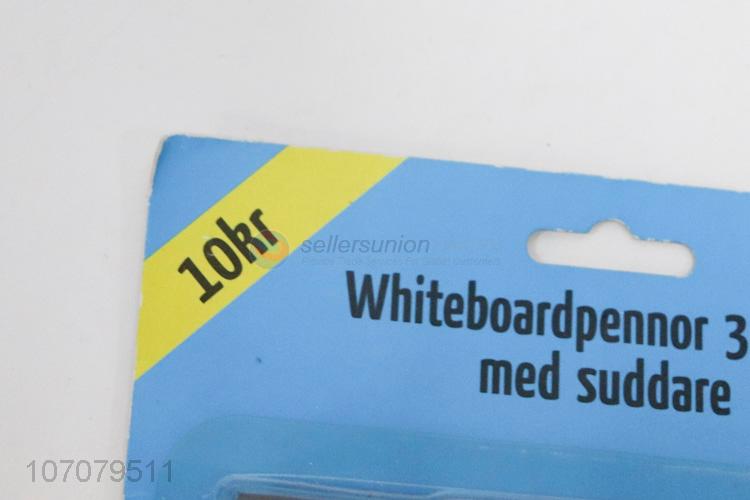 10kr
sellersunion
Whiteboardpennor 3
med suddare
107079511